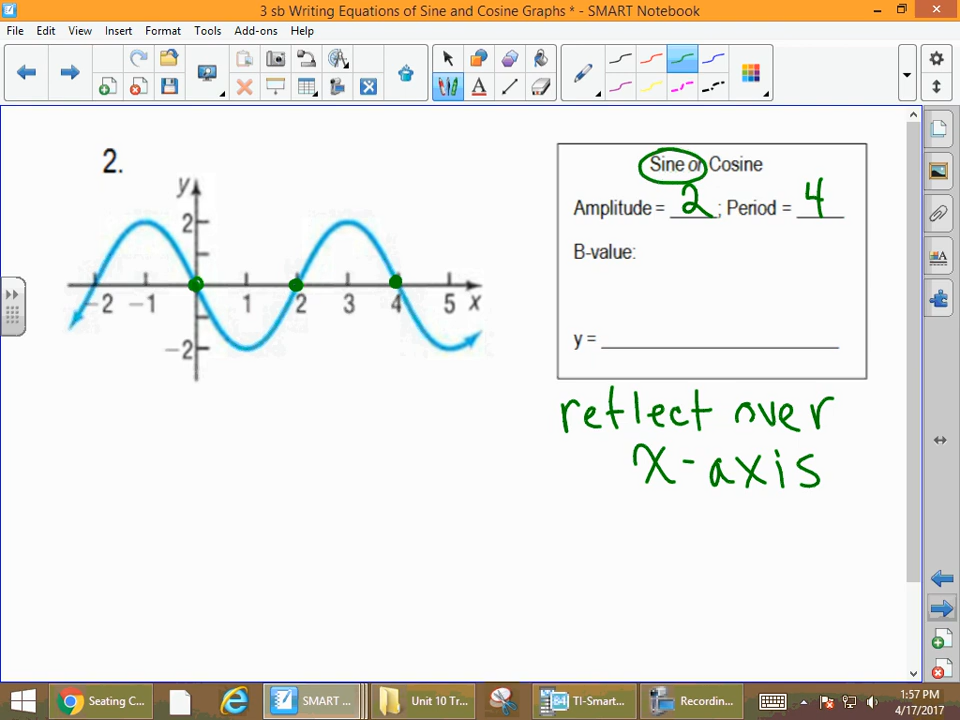 3 sb Writing Equations of Sine and Cosine Graphs * - SMART Notebook
File Edit View Insert Format Tools Add-ons Help
2.
y
2
-2 -1 1 2 3 4 5 x
-2
Sine or Cosine
Amplitude = 2; Period = 4
B-value:
y =
reflect over
x-axis
Seating C... SMART ... Unit 10 Tr... TI-Smart... Recordin... 1:57 PM
4/17/2017